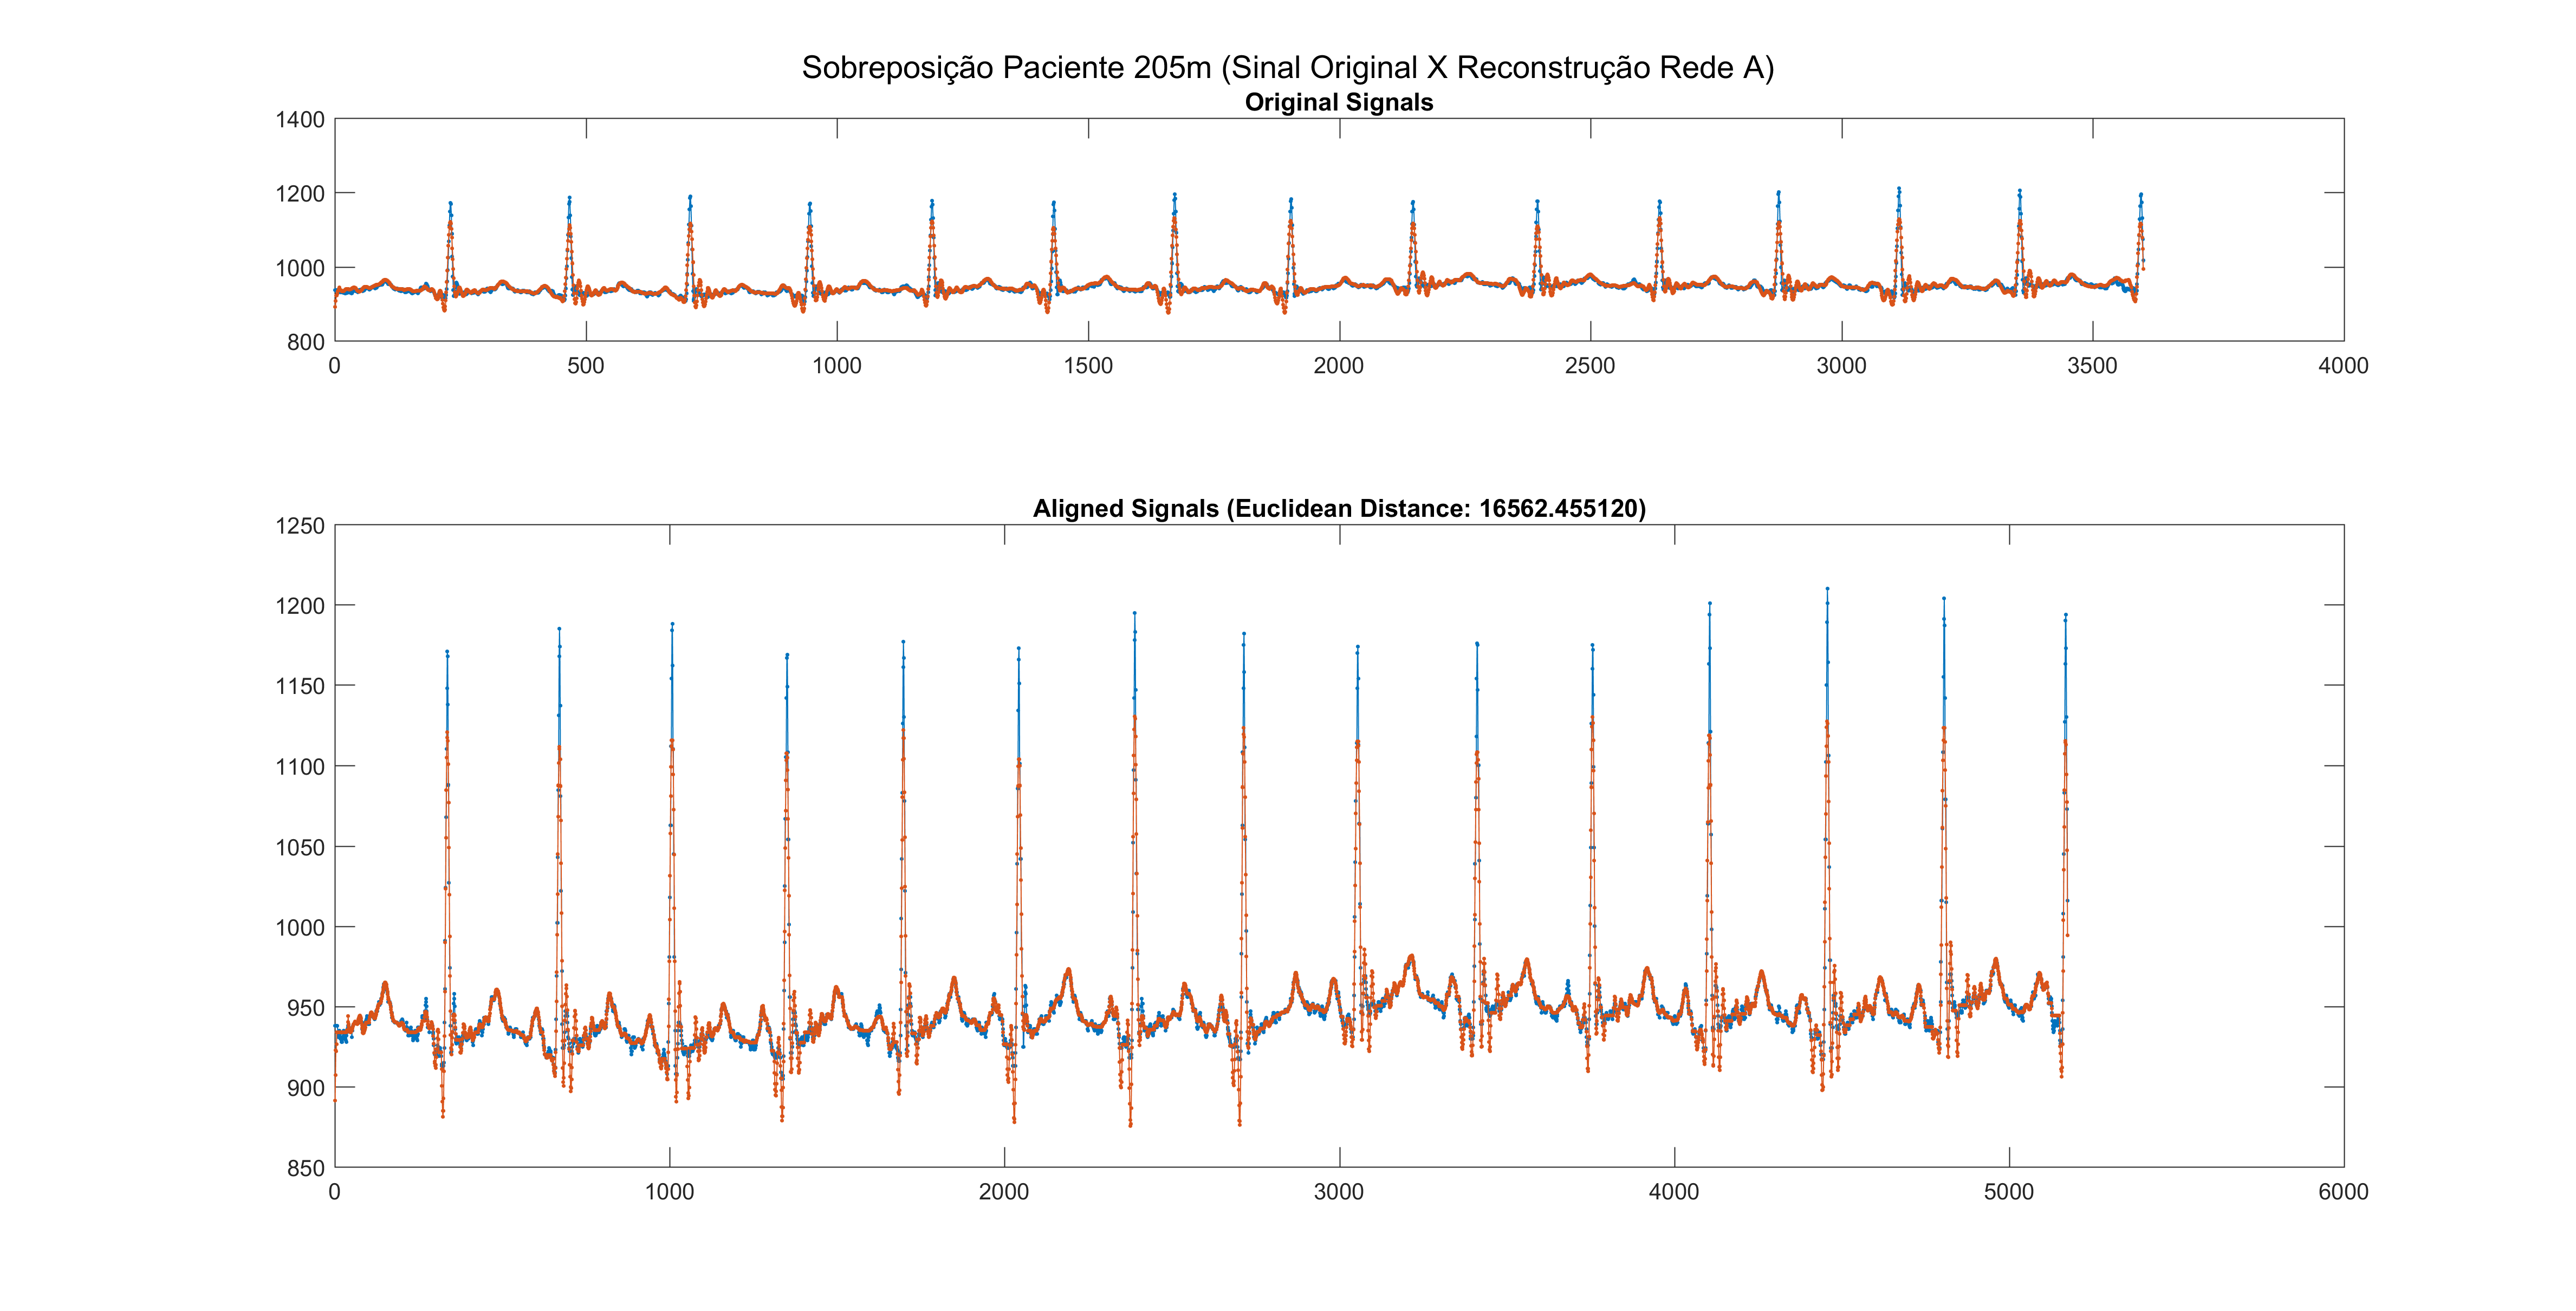 Sobreposição Paciente 205m (Sinal Original X Reconstrução Rede A)
Original Signals
1400
1200
1000
800
0 500 1000 1500 2000 2500 3000 3500 4000
Aligned Signals (Euclidean Distance: 16562.455120)
1250
1200
1150
1100
1050
1000
950
900
850
0 1000 2000 3000 4000 5000 6000